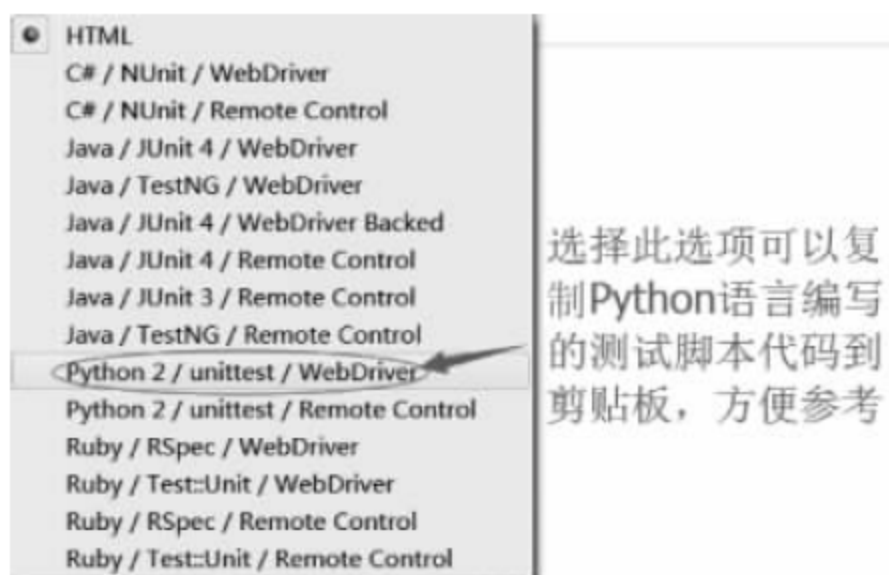 HTML
C# / NUnit / WebDriver
C# / NUnit / Remote Control
Java / JUnit 4 / WebDriver
Java / TestNG / WebDriver
Java / JUnit 4 / WebDriver Backed
Java / JUnit 4 / Remote Control
Java / JUnit 3 / Remote Control
Java / TestNG / Remote Control
Python 2 / unittest / WebDriver
Python 2 / unittest / Remote Control
Ruby / RSpec / WebDriver
Ruby / Test::Unit / WebDriver
Ruby / RSpec / Remote Control
Ruby / Test::Unit / Remote Control
选择此选项可以复
制Python语言编写
的测试脚本代码到
剪贴板，方便参考